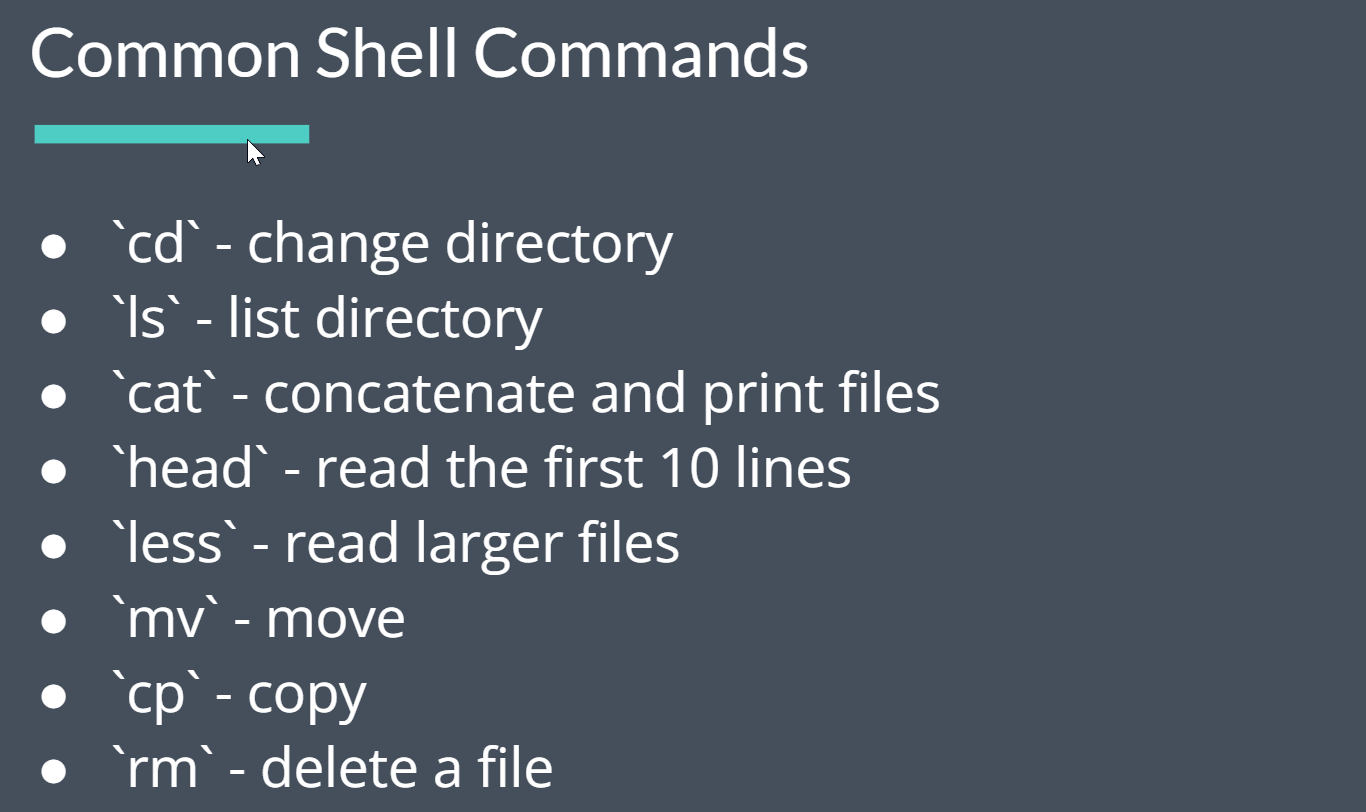 Common Shell Commands
● `cd` - change directory
● `ls` - list directory
● `cat` - concatenate and print files
● `head` - read the first 10 lines
● `less` - read larger files
● `mv` - move
● `cp` - copy
● `rm` - delete a file